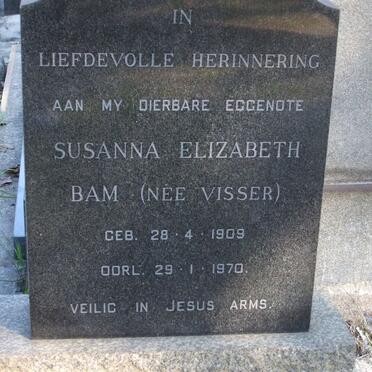 IN
LIEFDEVOLLE HERINNERING
AAN MY DIERBARE EGGENOTE
SUSANNA ELIZABETH
BAM (NÉE VISSER)
GEB. 28·4·1909
OORL. 29·1·1970.
VEILIG IN JESUS ARMS.